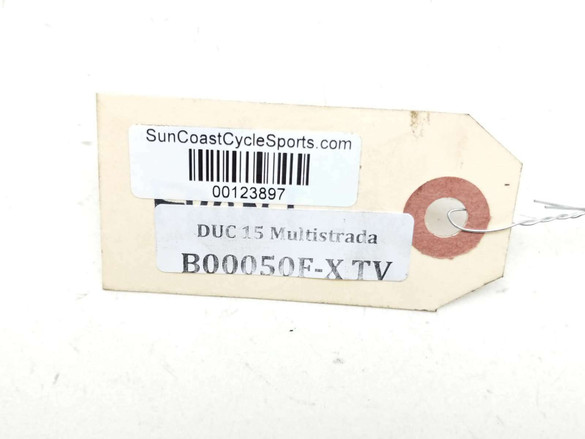 SunCoastCycleSports.com
00123897
DUC 15 Multistrada
B00050F-X TV